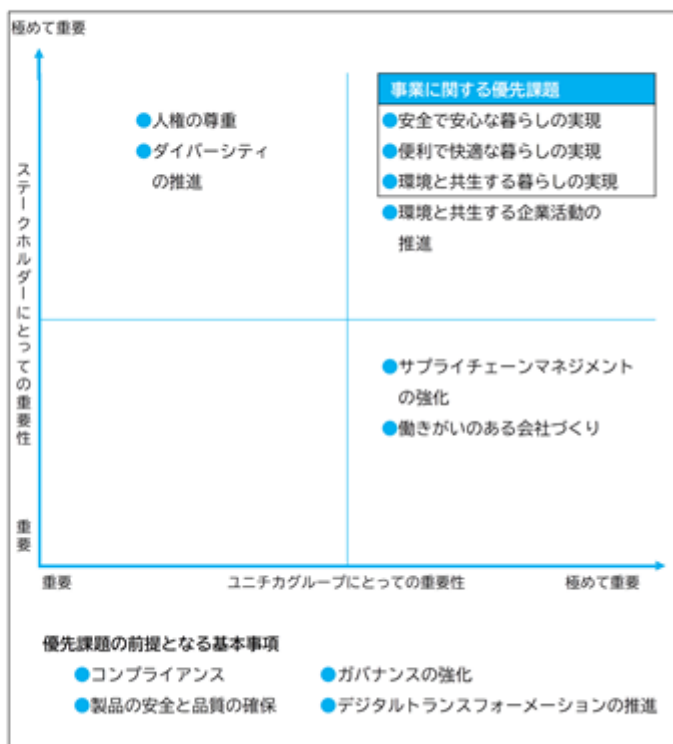 極めて重要
ステークホルダーにとっての重要性
重要
●人権の尊重
●ダイバーシティ
の推進
事業に関する優先課題
●安全で安心な暮らしの実現
●便利で快適な暮らしの実現
●環境と共生する暮らしの実現
●環境と共生する企業活動の
推進
●サプライチェーンマネジメント
の強化
●働きがいのある会社づくり
重要
ユニチカグループにとっての重要性
極めて重要
優先課題の前提となる基本事項
●コンプライアンス
●ガバナンスの強化
●製品の安全と品質の確保
●デジタルトランスフォーメーションの推進